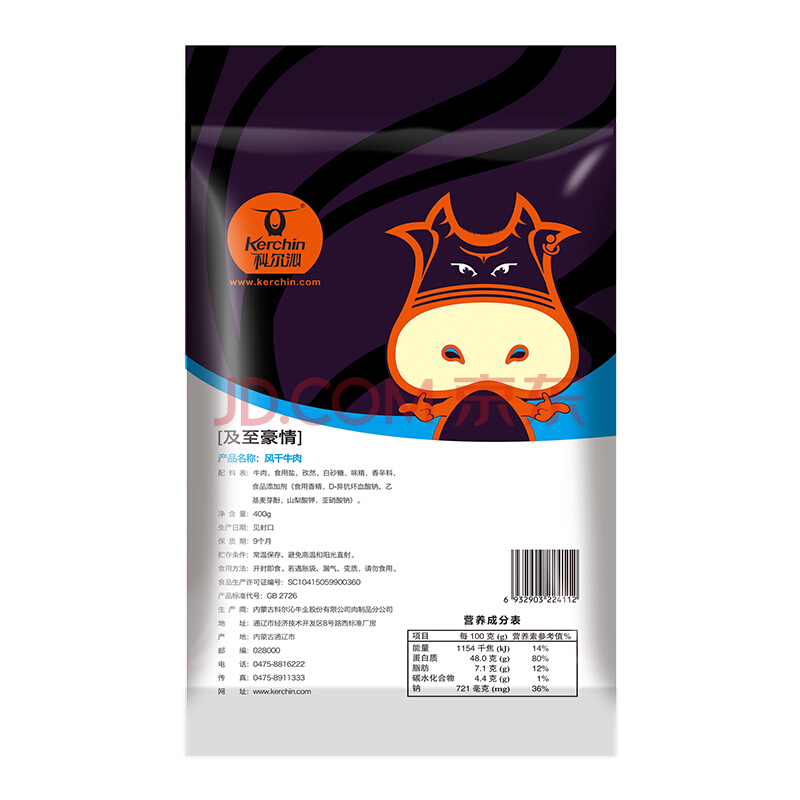 Kerchin
®
科尔沁
www.kerchin.com
JD.COM 京东
[及至豪情]
产品名称：风干牛肉
配 料 表：牛肉，食用盐，孜然，白砂糖，味精，香辛料，
食品添加剂（食用香精，D-异抗坏血酸钠、乙
基麦芽酚，山梨酸钾，亚硝酸钠）。
净 含 量：400g
生产日期：见封口
保 质 期：9个月
贮存条件：常温保存、避免高温和阳光直射。
食用方法：开封即食。若遇胀袋、漏气、变质，请勿食用。
食品生产许可证编号：SC10415059900360
产品标准代号：GB 2726
生 产 商：内蒙古科尔沁牛业股份有限公司肉制品分公司
地 址：通辽市经济技术开发区8号路西标准厂房
产 地：内蒙古通辽市
邮 编：028000
电 话：0475-8816222
传 真：0475-8911333
网 址：www.kerchin.com
6 932903 224112
营养成分表
项目 每 100 克 (g) 营养素参考值%
能量 1154 千焦 (kJ) 14%
蛋白质 48.0 克 (g) 80%
脂肪 7.1 克 (g) 12%
碳水化合物 4.4 克 (g) 1%
钠 721 毫克 (mg) 36%